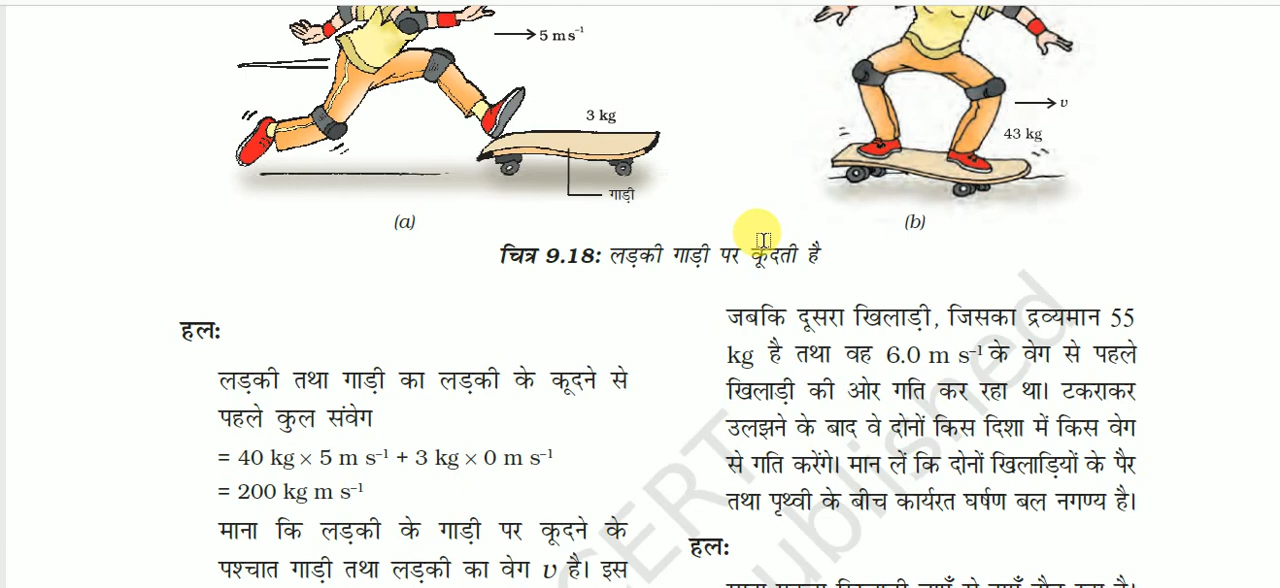 5 m s⁻¹
3 kg
गाड़ी
(a)
υ
43 kg
(b)
चित्र 9.18: लड़की गाड़ी पर कूदती है
हल:
लड़की तथा गाड़ी का लड़की के कूदने से
पहले कुल संवेग
= 40 kg × 5 m s⁻¹ + 3 kg × 0 m s⁻¹
= 200 kg m s⁻¹
माना कि लड़की के गाड़ी पर कूदने के
पश्चात गाड़ी तथा लड़की का वेग υ है। इस
जबकि दूसरा खिलाड़ी, जिसका द्रव्यमान 55
kg है तथा वह 6.0 m s⁻¹ के वेग से पहले
खिलाड़ी की ओर गति कर रहा था। टकराकर
उलझने के बाद वे दोनों किस दिशा में किस वेग
से गति करेंगे। मान लें कि दोनों खिलाड़ियों के पैर
तथा पृथ्वी के बीच कार्यरत घर्षण बल नगण्य है।
हल: